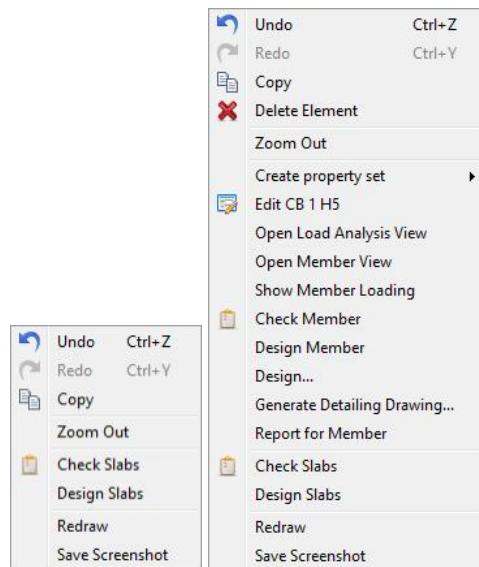 Undo Ctrl+Z
Redo Ctrl+Y
Copy
Zoom Out
Check Slabs
Design Slabs
Redraw
Save Screenshot
Undo Ctrl+Z
Redo Ctrl+Y
Copy
Delete Element
Zoom Out
Create property set
Edit CB 1 H5
Open Load Analysis View
Open Member View
Show Member Loading
Check Member
Design Member
Design...
Generate Detailing Drawing...
Report for Member
Check Slabs
Design Slabs
Redraw
Save Screenshot